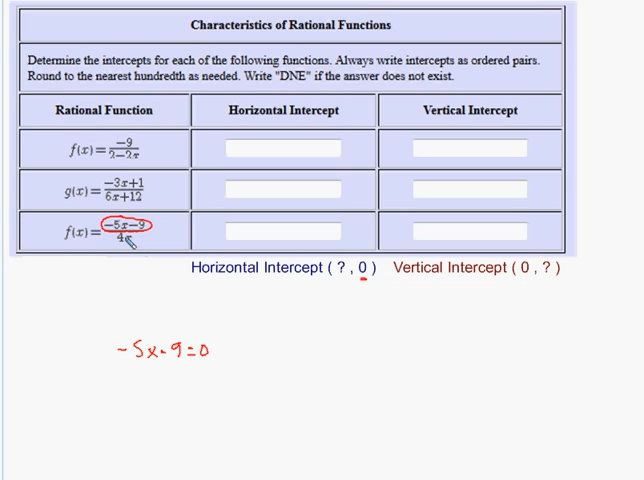 Characteristics of Rational Functions
Determine the intercepts for each of the following functions. Always write intercepts as ordered pairs.
Round to the nearest hundredth as needed. Write "DNE" if the answer does not exist.
Rational Function Horizontal Intercept Vertical Intercept
f(x)=-9/2-2x
g(x)=-3x+1/6x+12
f(x)=-5x-9/4x
Horizontal Intercept ( ? , 0 ) Vertical Intercept ( 0 , ? )
-5x-9=0